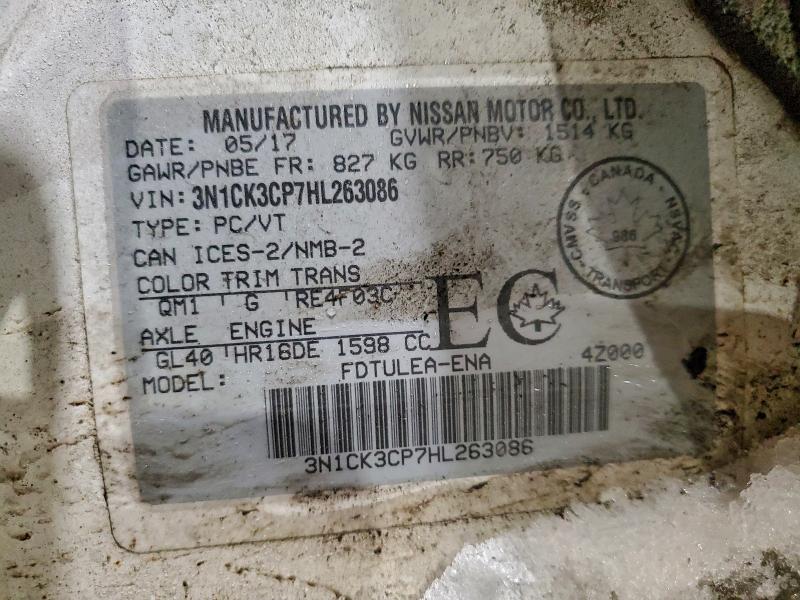 MANUFACTURED BY NISSAN MOTOR CO., LTD.
DATE: 05/17 GVWR/PNBV: 1514 KG
GAWR/PNBE FR: 827 KG RR: 750 KG
VIN: 3N1CK3CP7HL263086
TYPE: PC/VT
CAN ICES-2/NMB-2
COLOR TRIM TRANS
QM1 G RE4F03C
AXLE ENGINE
GL40 HR16DE 1598 CC
EC
MODEL: FDTULEA-ENA 4Z000
3N1CK3CP7HL263086
CANADA
CMVSS NSVAC
986
TRANSPORT